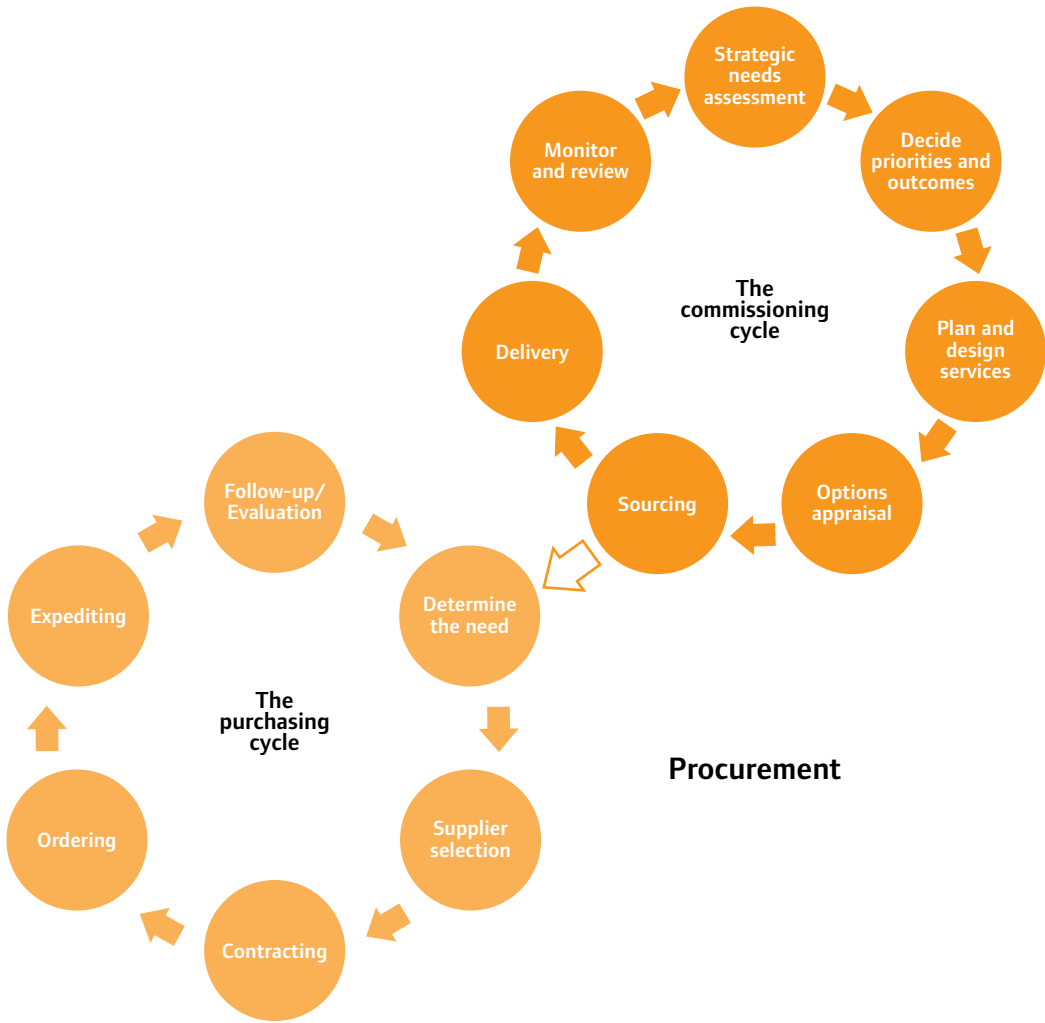 Strategic
needs
assessment
Decide
priorities and
outcomes
Plan and
design
services
Options
appraisal
Sourcing
Delivery
Monitor
and review
The
commissioning
cycle
Follow-up/
Evaluation
Determine
the need
Supplier
selection
Contracting
Ordering
Expediting
The
purchasing
cycle
Procurement